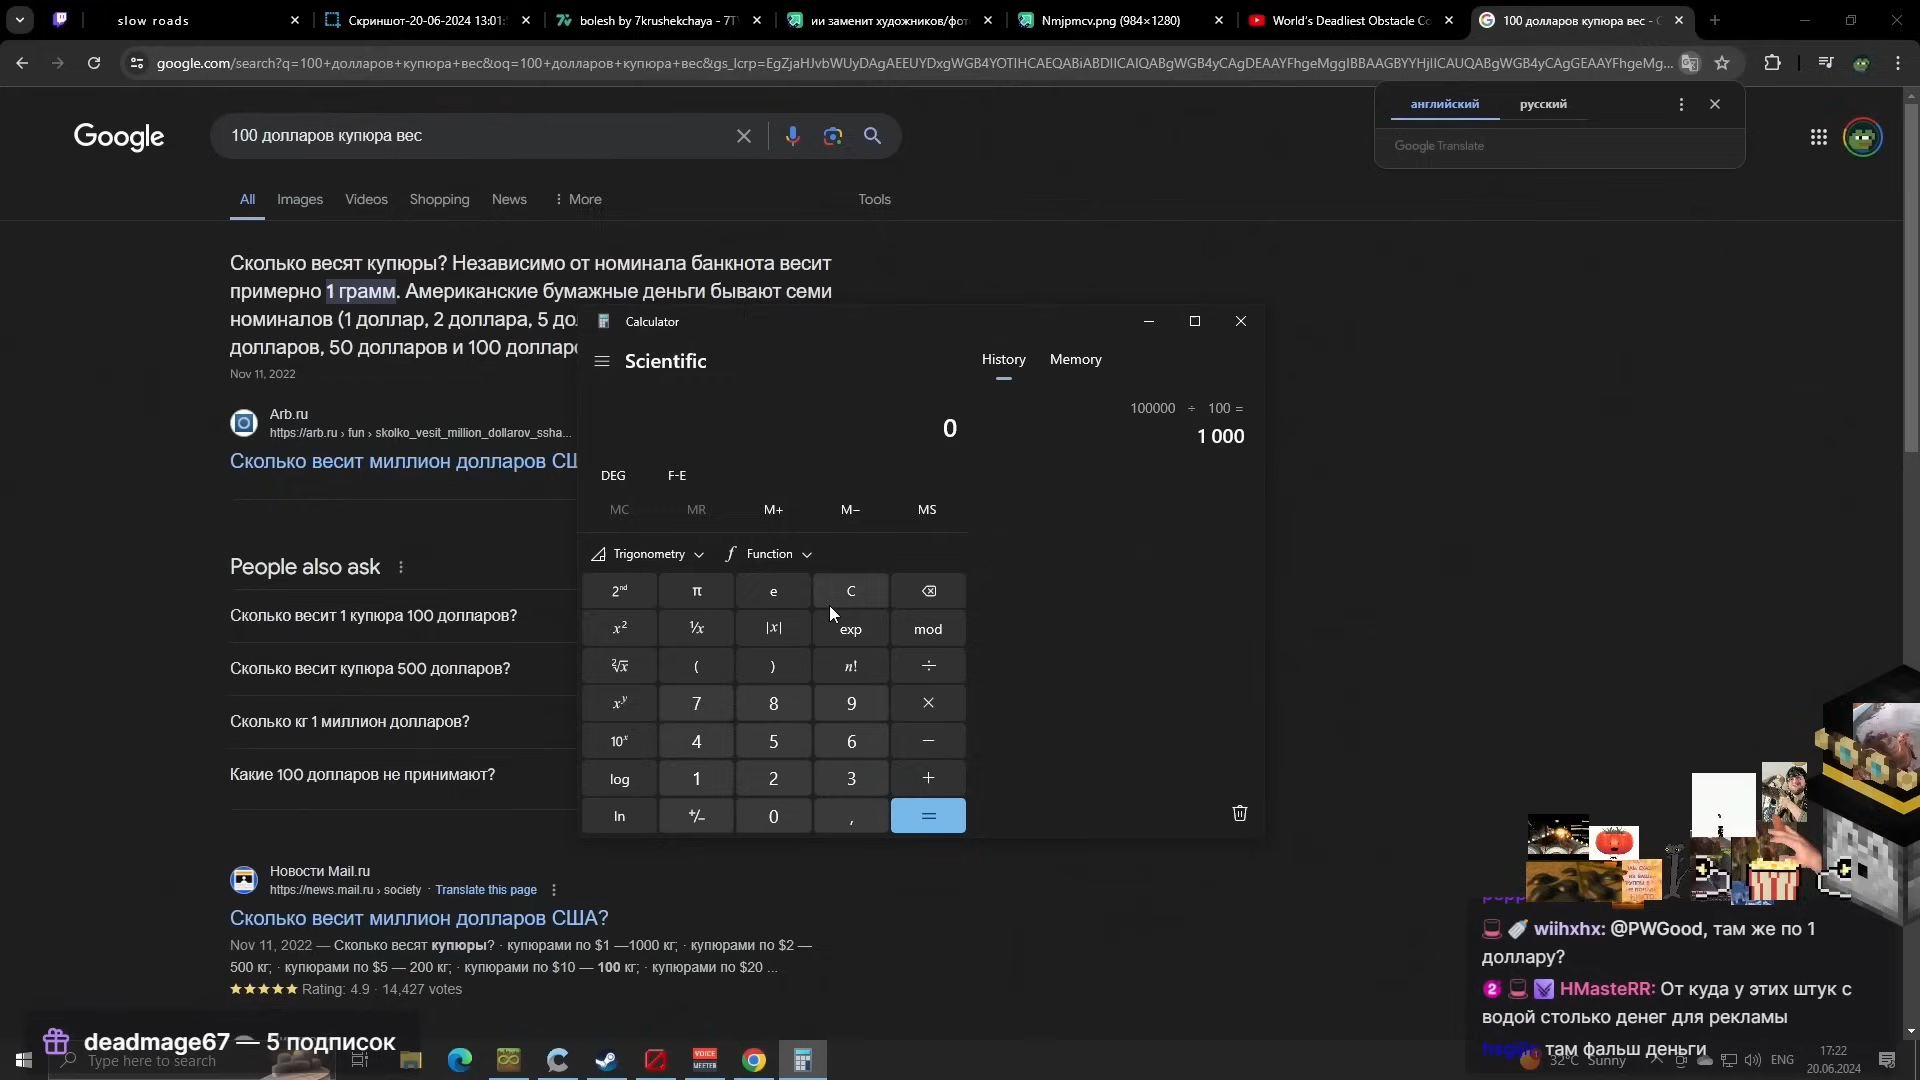 slow roads
Скриншот-20-06-2024 13:01:
bolesh by 7krushekchaya - 7T
ии заменит художников/фот
Nmjpmcv.png (984×1280)
World's Deadliest Obstacle Co
100 долларов купюра вес -
google.com/search?q=100+долларов+купюра+вес&oq=100+долларов+купюра+вес&gs_lcrp=EgZjaHJvbWUyDAgAEEUYDxgWGB4YOTIHCAEQABiABDIICAIQABgWGB4yCAgDEAAYFhgeMggIBBAAGBYYHjIICAUQABgWGB4yCAgGEAAYFhgeMg...
английский
русский
Google Translate
Google
100 долларов купюра вес
All
Images
Videos
Shopping
News
More
Tools
Сколько весят купюры? Независимо от номинала банкнота весит
примерно 1 грамм. Американские бумажные деньги бывают семи
номиналов (1 доллар, 2 доллара, 5 до
долларов, 50 долларов и 100 долларо
Nov 11, 2022
Arb.ru
https://arb.ru › fun › skolko_vesit_million_dollarov_ssha...
Сколько весит миллион долларов СШ
People also ask
Сколько весит 1 купюра 100 долларов?
Сколько весит купюра 500 долларов?
Сколько кг 1 миллион долларов?
Какие 100 долларов не принимают?
Новости Mail.ru
https://news.mail.ru › society · Translate this page
Сколько весит миллион долларов США?
Nov 11, 2022 — Сколько весят купюры? · купюрами по $1 —1000 кг; · купюрами по $2 —
500 кг; · купюрами по $5 — 200 кг; · купюрами по $10 — 100 кг; · купюрами по $20 ...
Rating: 4.9 · 14,427 votes
Calculator
Scientific
History
Memory
100000 ÷ 100 =
1 000
0
DEG
F-E
MC
MR
M+
M−
MS
Trigonometry
Function
2nd
π
e
C
x²
⅟x
|x|
exp
mod
²√x
(
)
n!
÷
xʸ
7
8
9
×
10ˣ
4
5
6
−
log
1
2
3
+
ln
+/−
0
,
=
wiihxhx: @PWGood, там же по 1
доллару?
2
HMasteRR: От куда у этих штук с
водой столько денег для рекламы
там фальш деньги
deadmage67 — 5 подписок
Type here to search
VOICE
MEETER
32°C Sunny
ENG
17:22
20.06.2024